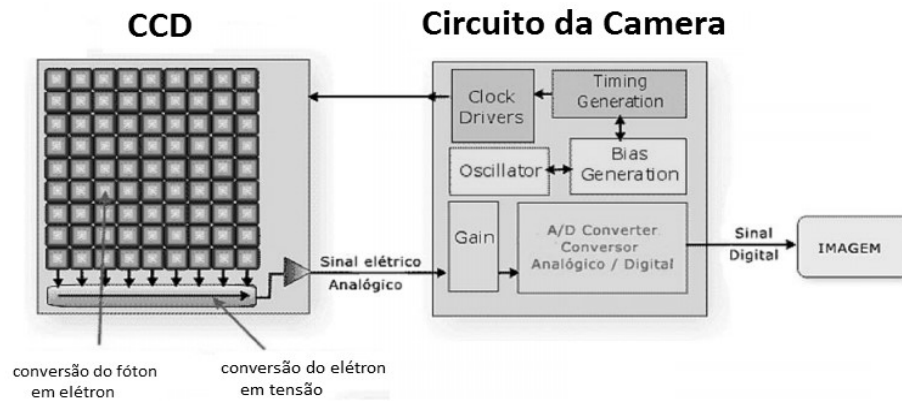 CCD
Circuito da Camera
Clock
Drivers
Timing
Generation
Oscillator
Bias
Generation
Gain
A/D Converter
Conversor
Analógico / Digital
Sinal elétrico
Analógico
Sinal
Digital
IMAGEM
conversão do fóton
em elétron
conversão do elétron
em tensão